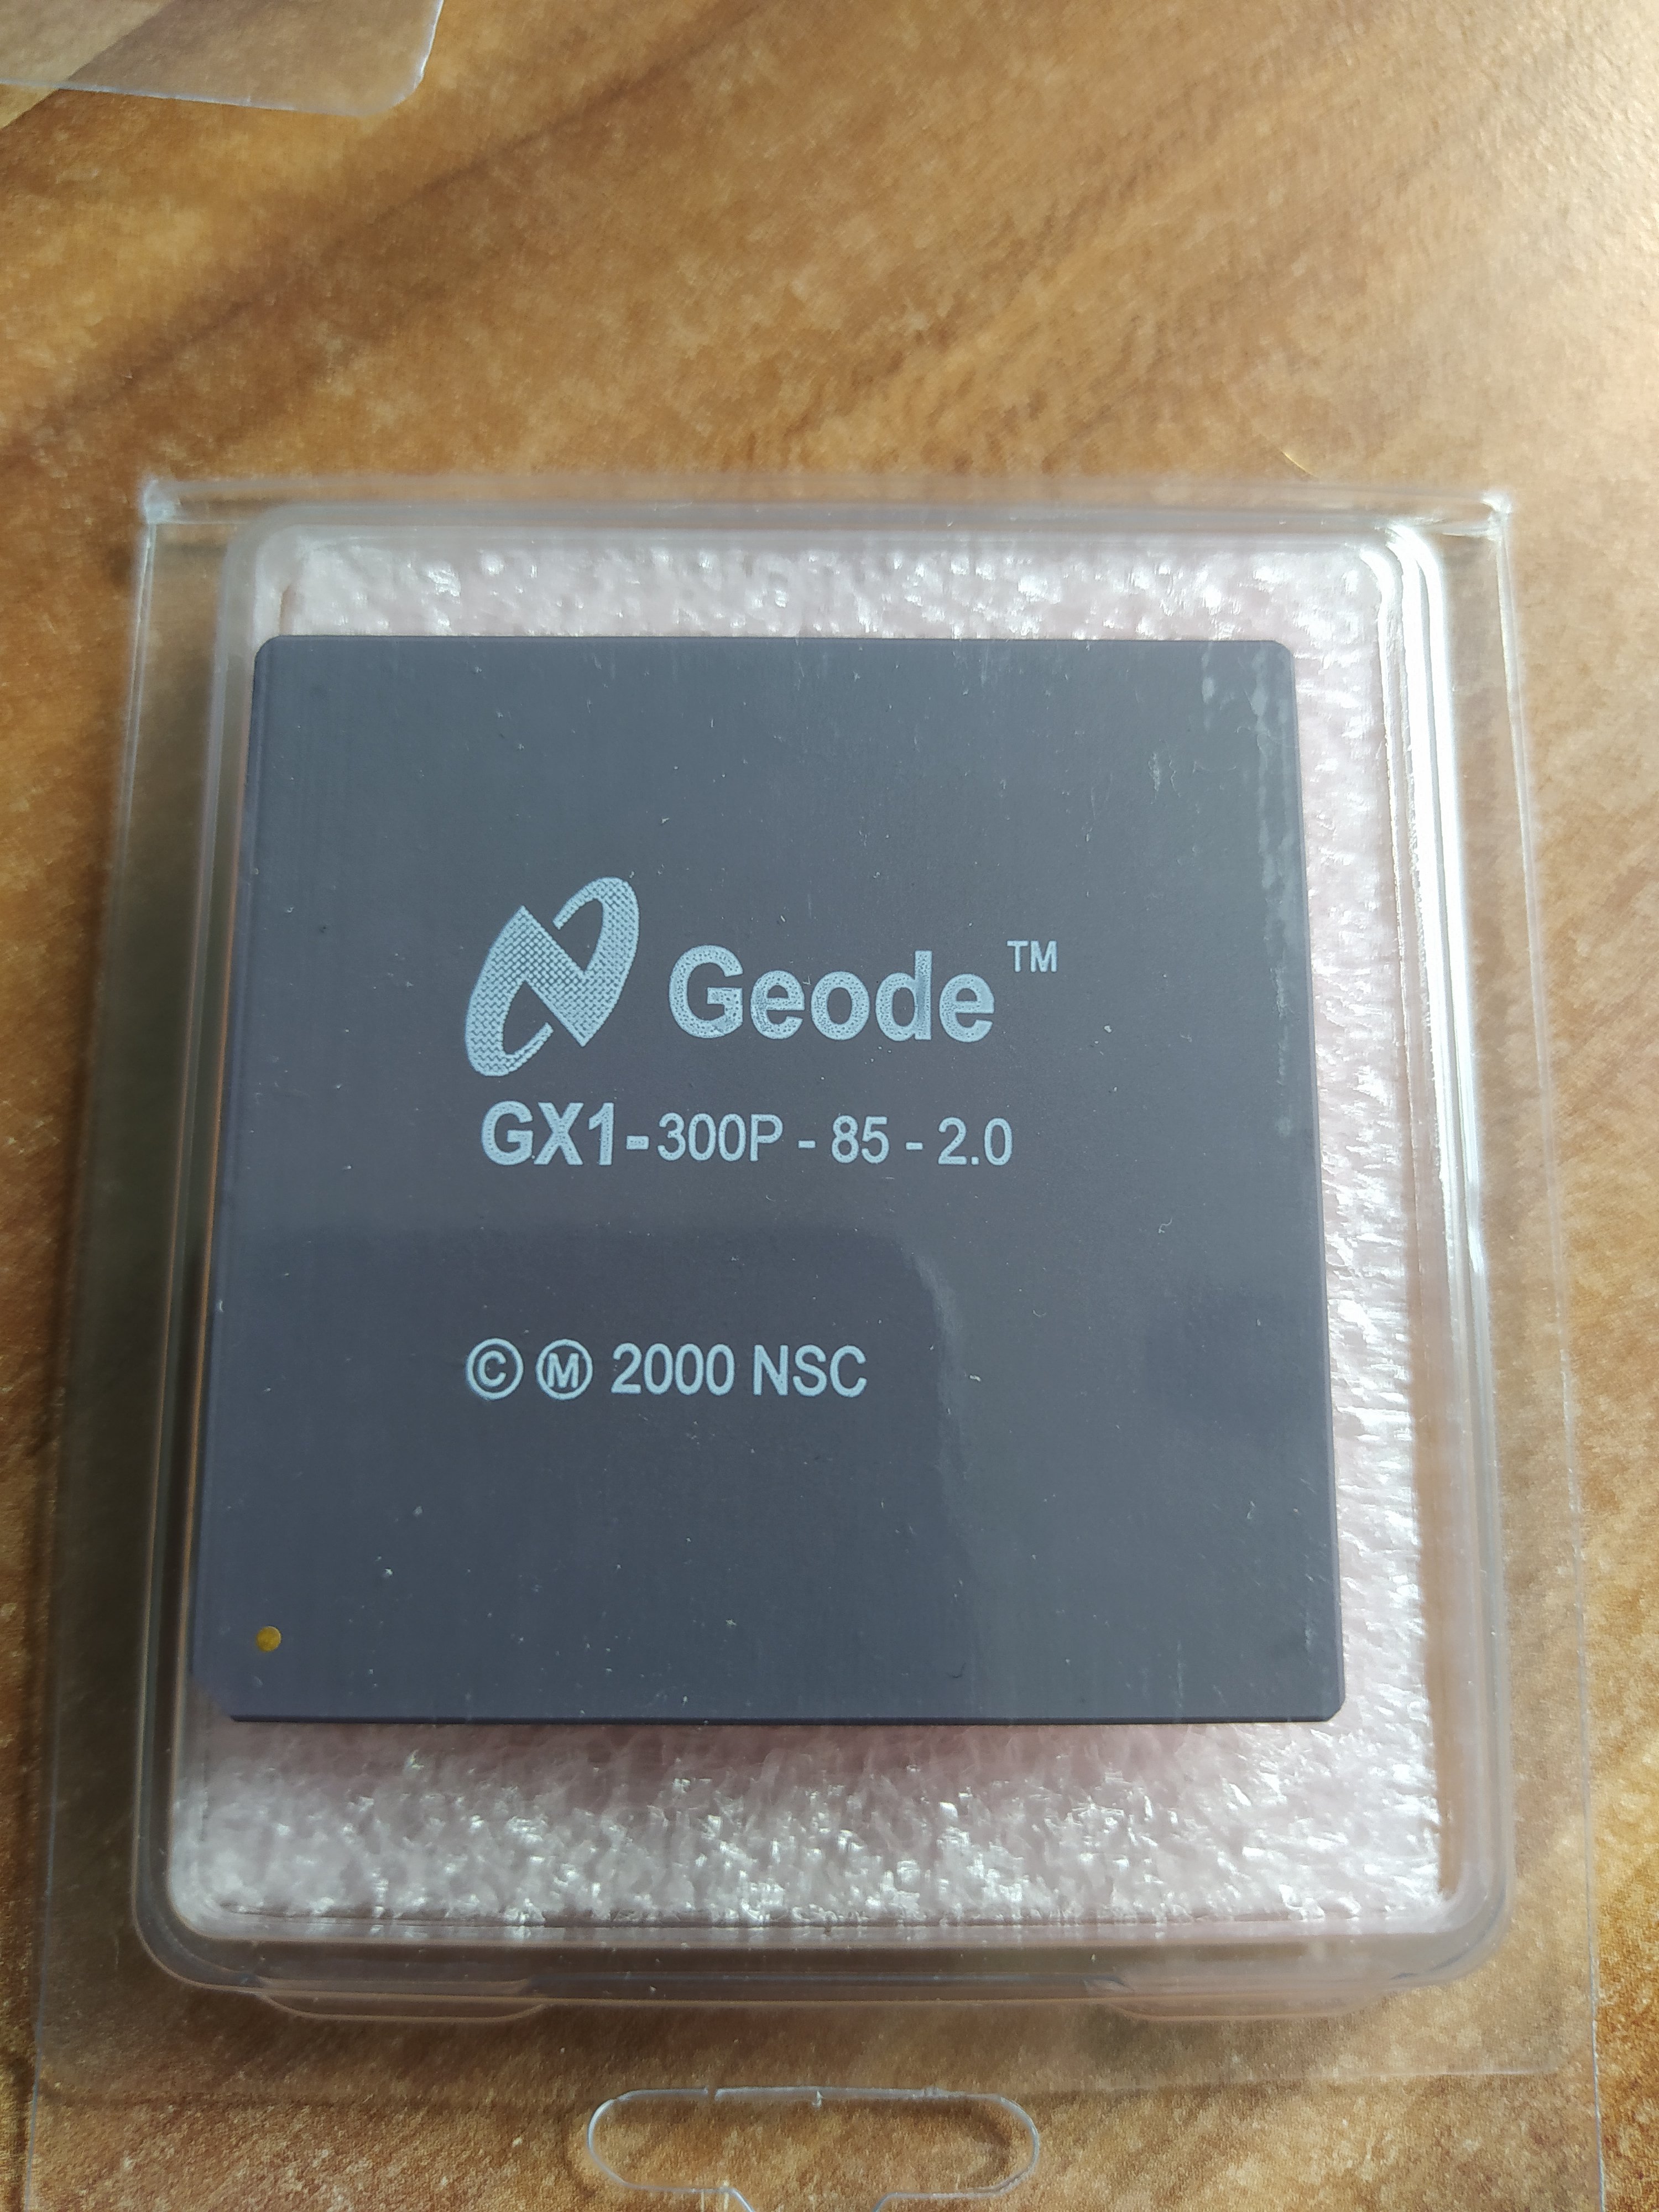 Geode™
GX1-300P - 85 - 2.0
Ⓒ Ⓜ 2000 NSC